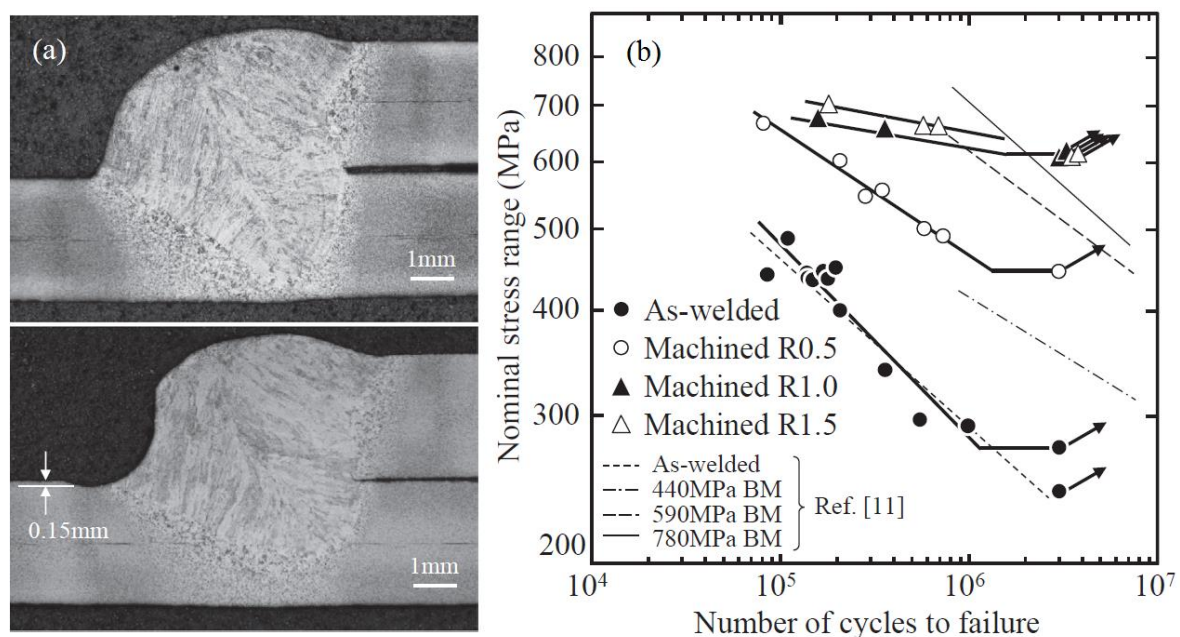 (a)
1mm
0.15mm
1mm
(b)
Nominal stress range (MPa)
800
700
600
500
400
300
200
As-welded
Machined R0.5
Machined R1.0
Machined R1.5
As-welded
440MPa BM
590MPa BM
780MPa BM
Ref. [11]
10⁴
10⁵
10⁶
10⁷
Number of cycles to failure